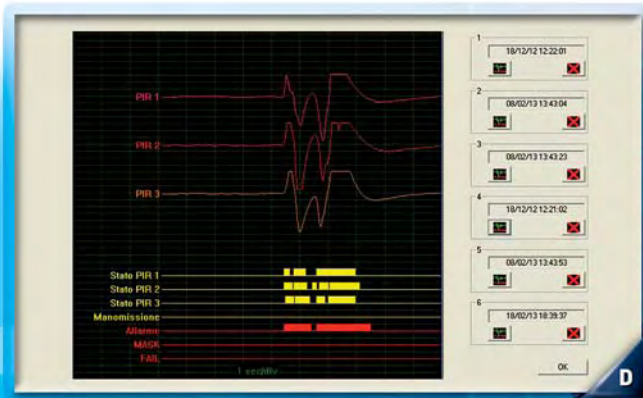 PIR 1
PIR 2
PIR 3
Stato PIR 1
Stato PIR 2
Stato PIR 3
Manomissione
Allarme
MASK
FAIL
1 sec/div
1
18/12/12 12:22:01
2
08/02/13 13:43:04
3
08/02/13 13:43:23
4
18/12/12 12:21:02
5
08/02/13 13:43:53
6
18/02/13 18:39:37
OK
D